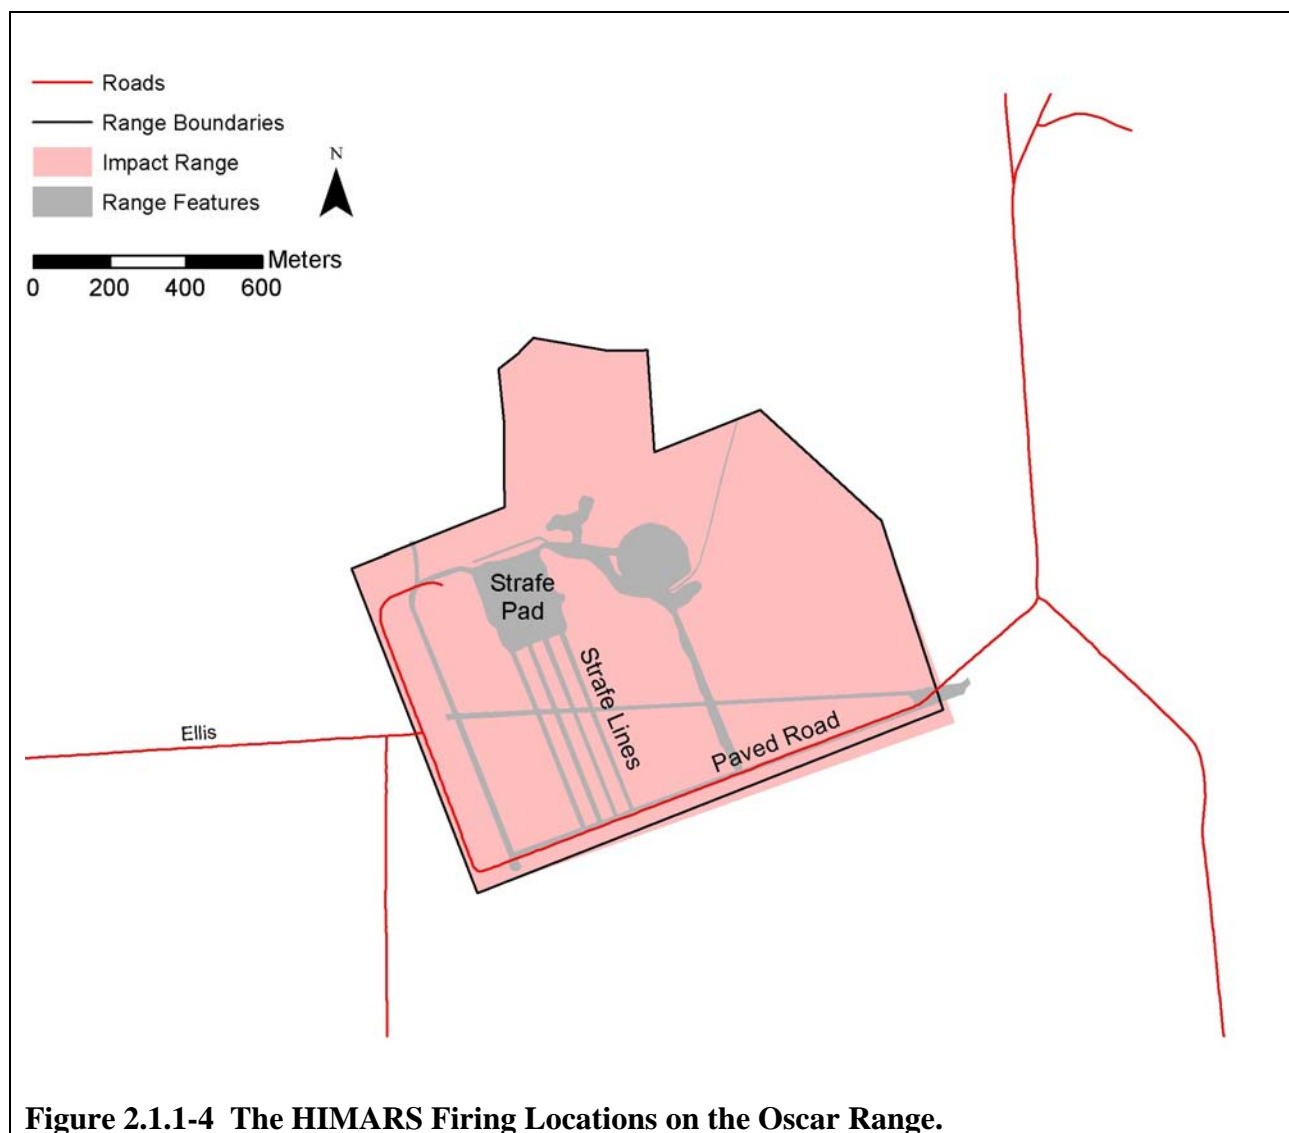 Roads
Range Boundaries
Impact Range
Range Features
N
Meters
0 200 400 600
Strafe
Pad
Strafe Lines
Ellis
Paved Road
Figure 2.1.1-4 The HIMARS Firing Locations on the Oscar Range.